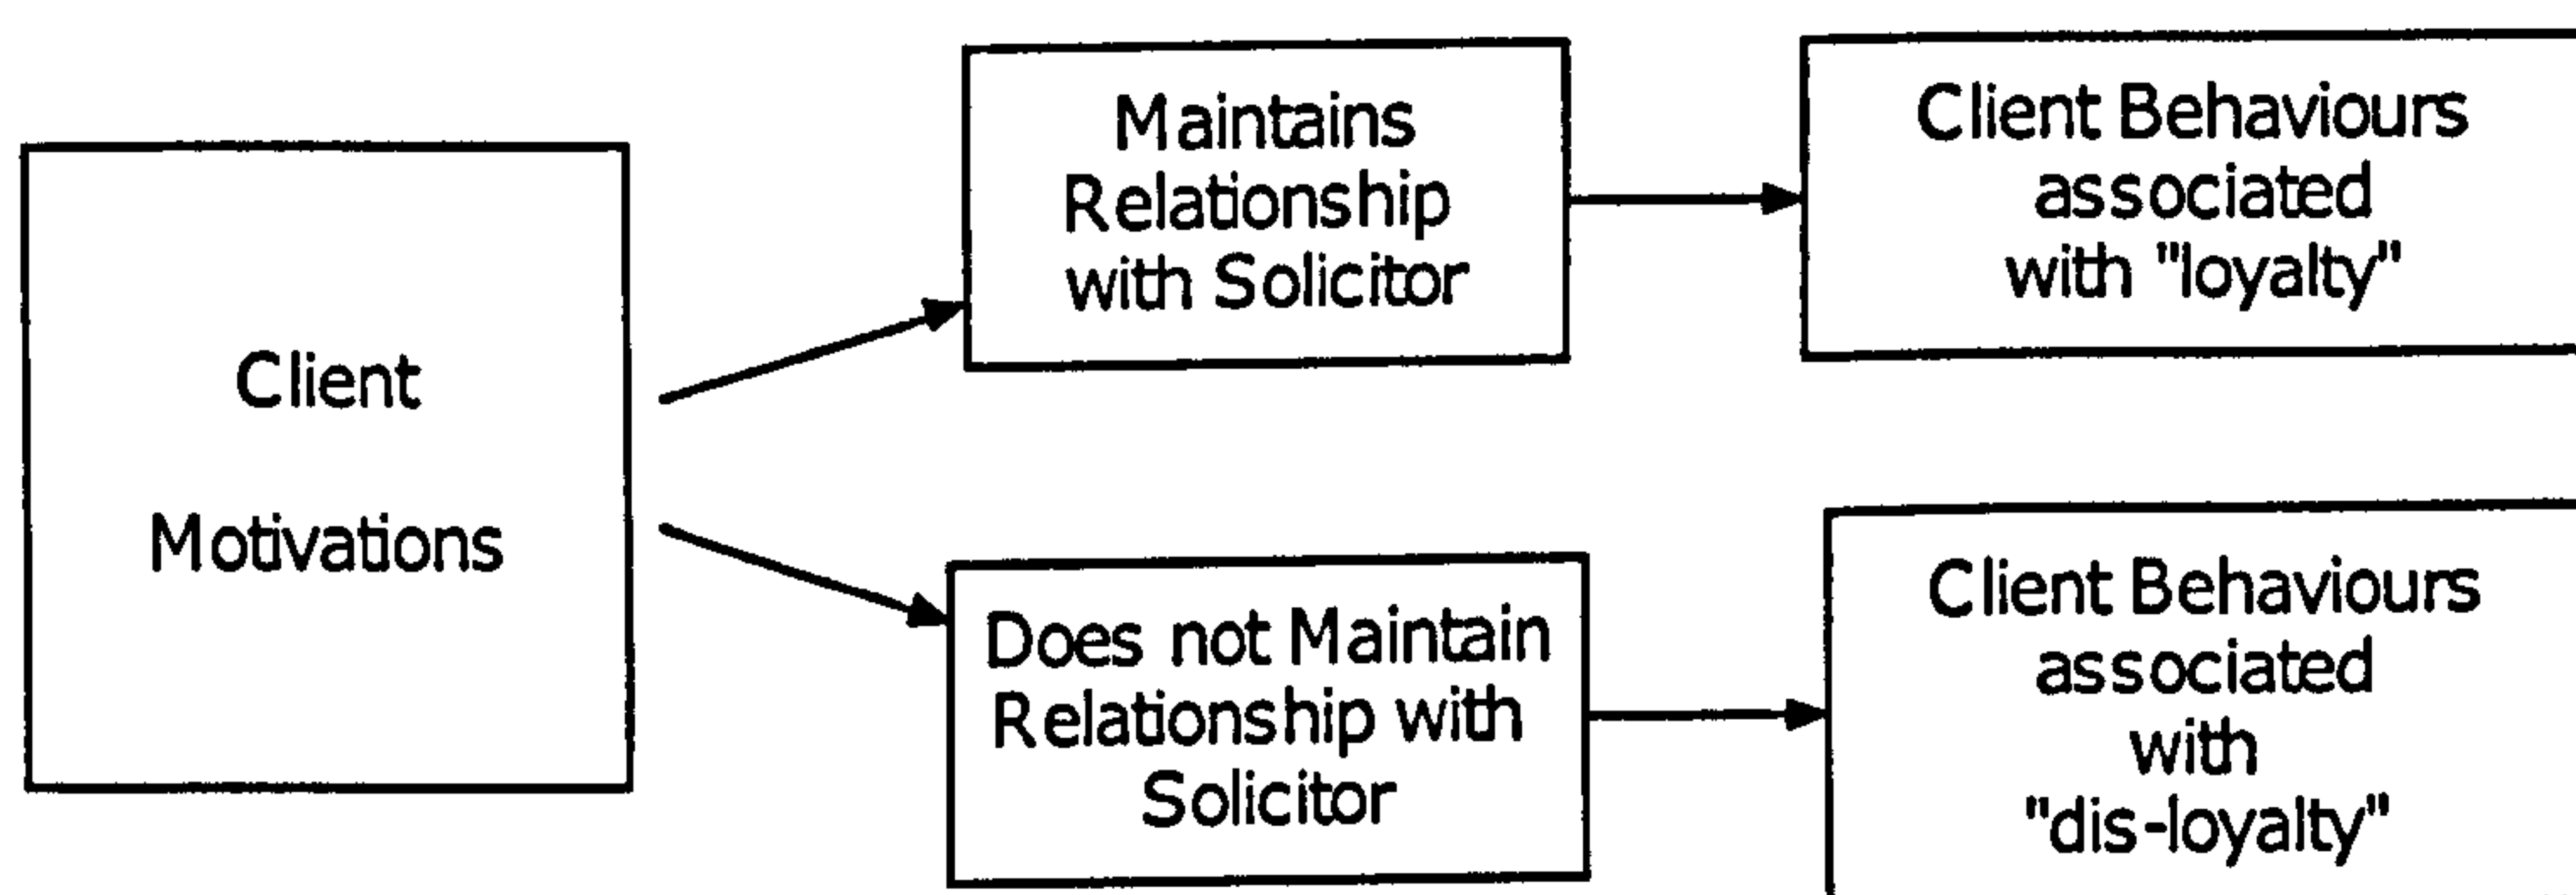 Client
Motivations
Maintains
Relationship
with Solicitor
Client Behaviours
associated
with "loyalty"
Does not Maintain
Relationship with
Solicitor
Client Behaviours
associated
with
"dis-loyalty"